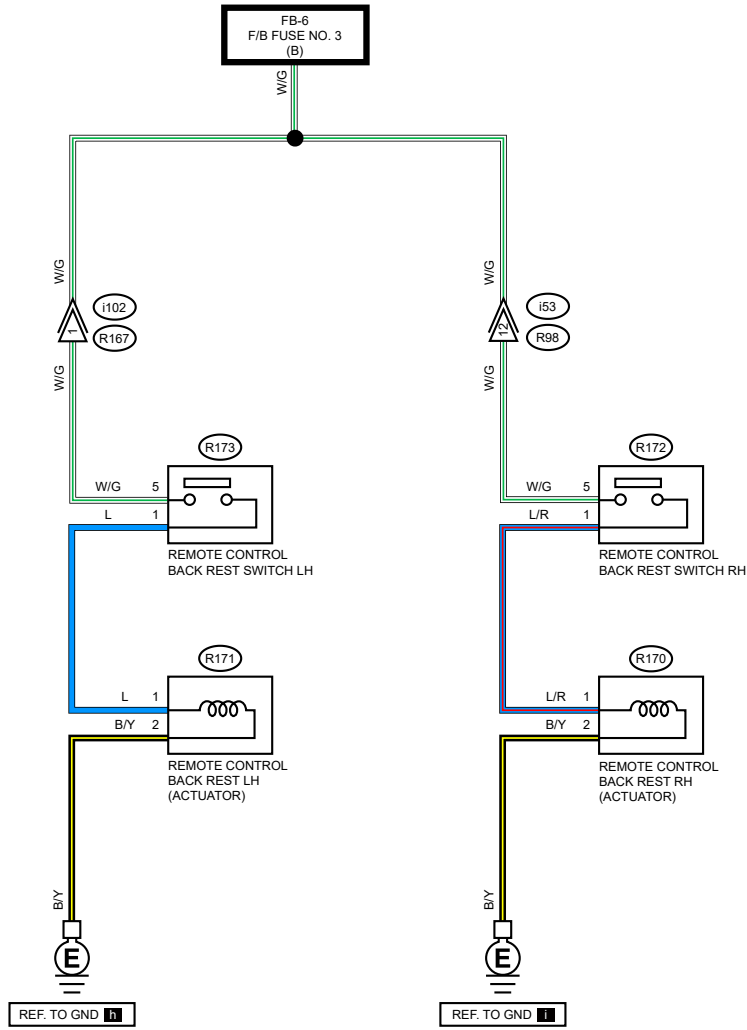 FB-6
F/B FUSE NO. 3
(B)
W/G
W/G
W/G
1
i102
R167
12
i53
R98
W/G
W/G
R173
R172
W/G 5
L 1
REMOTE CONTROL
BACK REST SWITCH LH
W/G 5
L/R 1
REMOTE CONTROL
BACK REST SWITCH RH
R171
R170
L 1
B/Y 2
REMOTE CONTROL
BACK REST LH
(ACTUATOR)
L/R 1
B/Y 2
REMOTE CONTROL
BACK REST RH
(ACTUATOR)
B/Y
B/Y
E
E
REF. TO GND h
REF. TO GND i